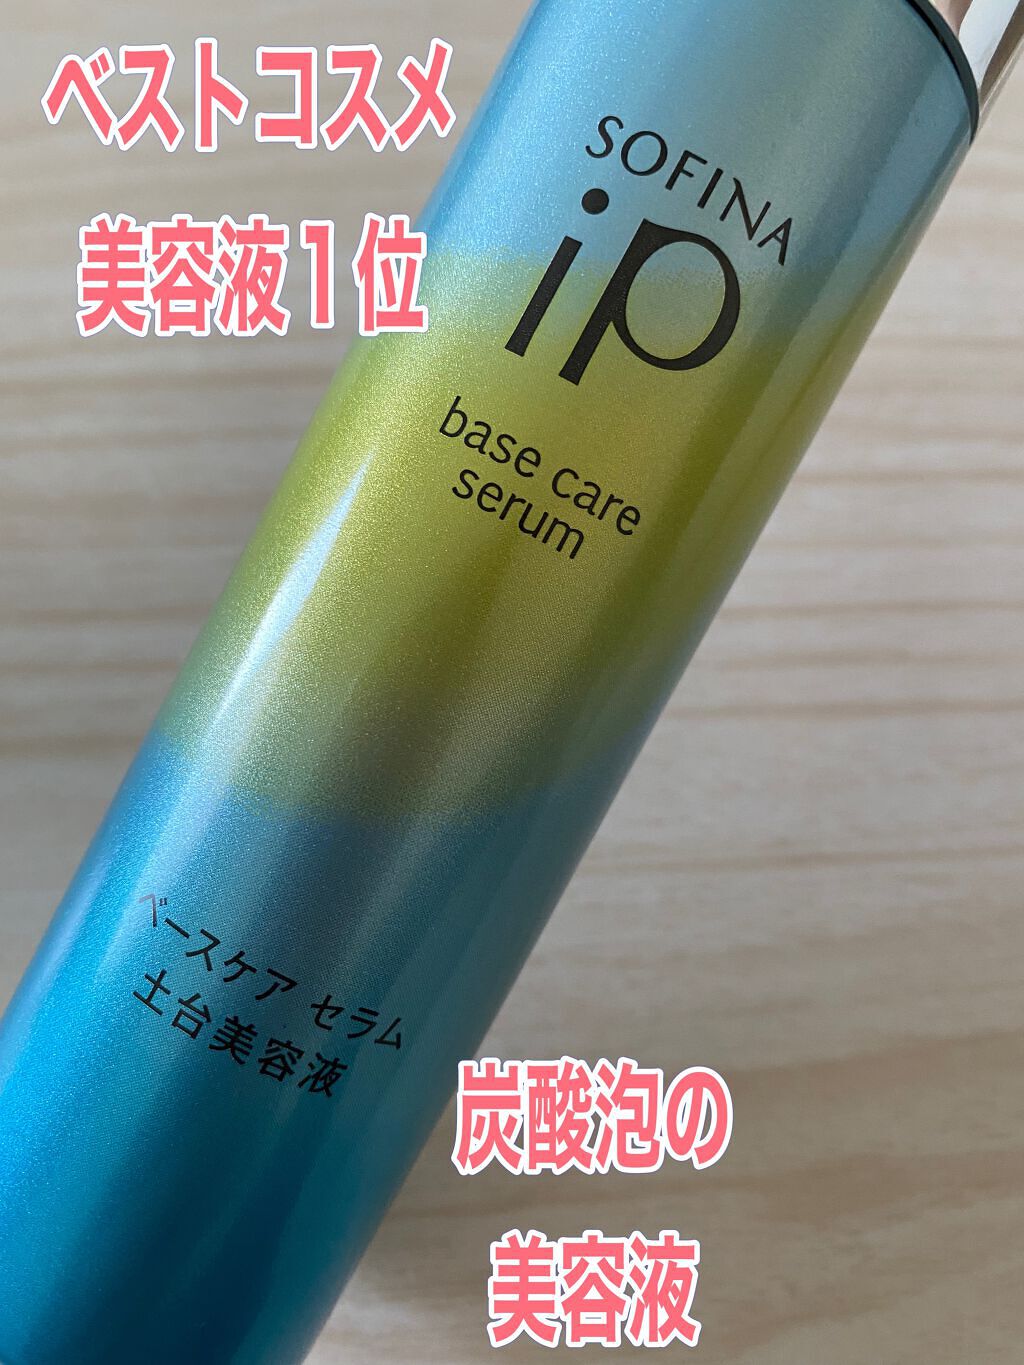 ベストコスメ
美容液1位
SOFINA
ip
base care
serum
ベースケア セラム
土台美容液
炭酸泡の
美容液